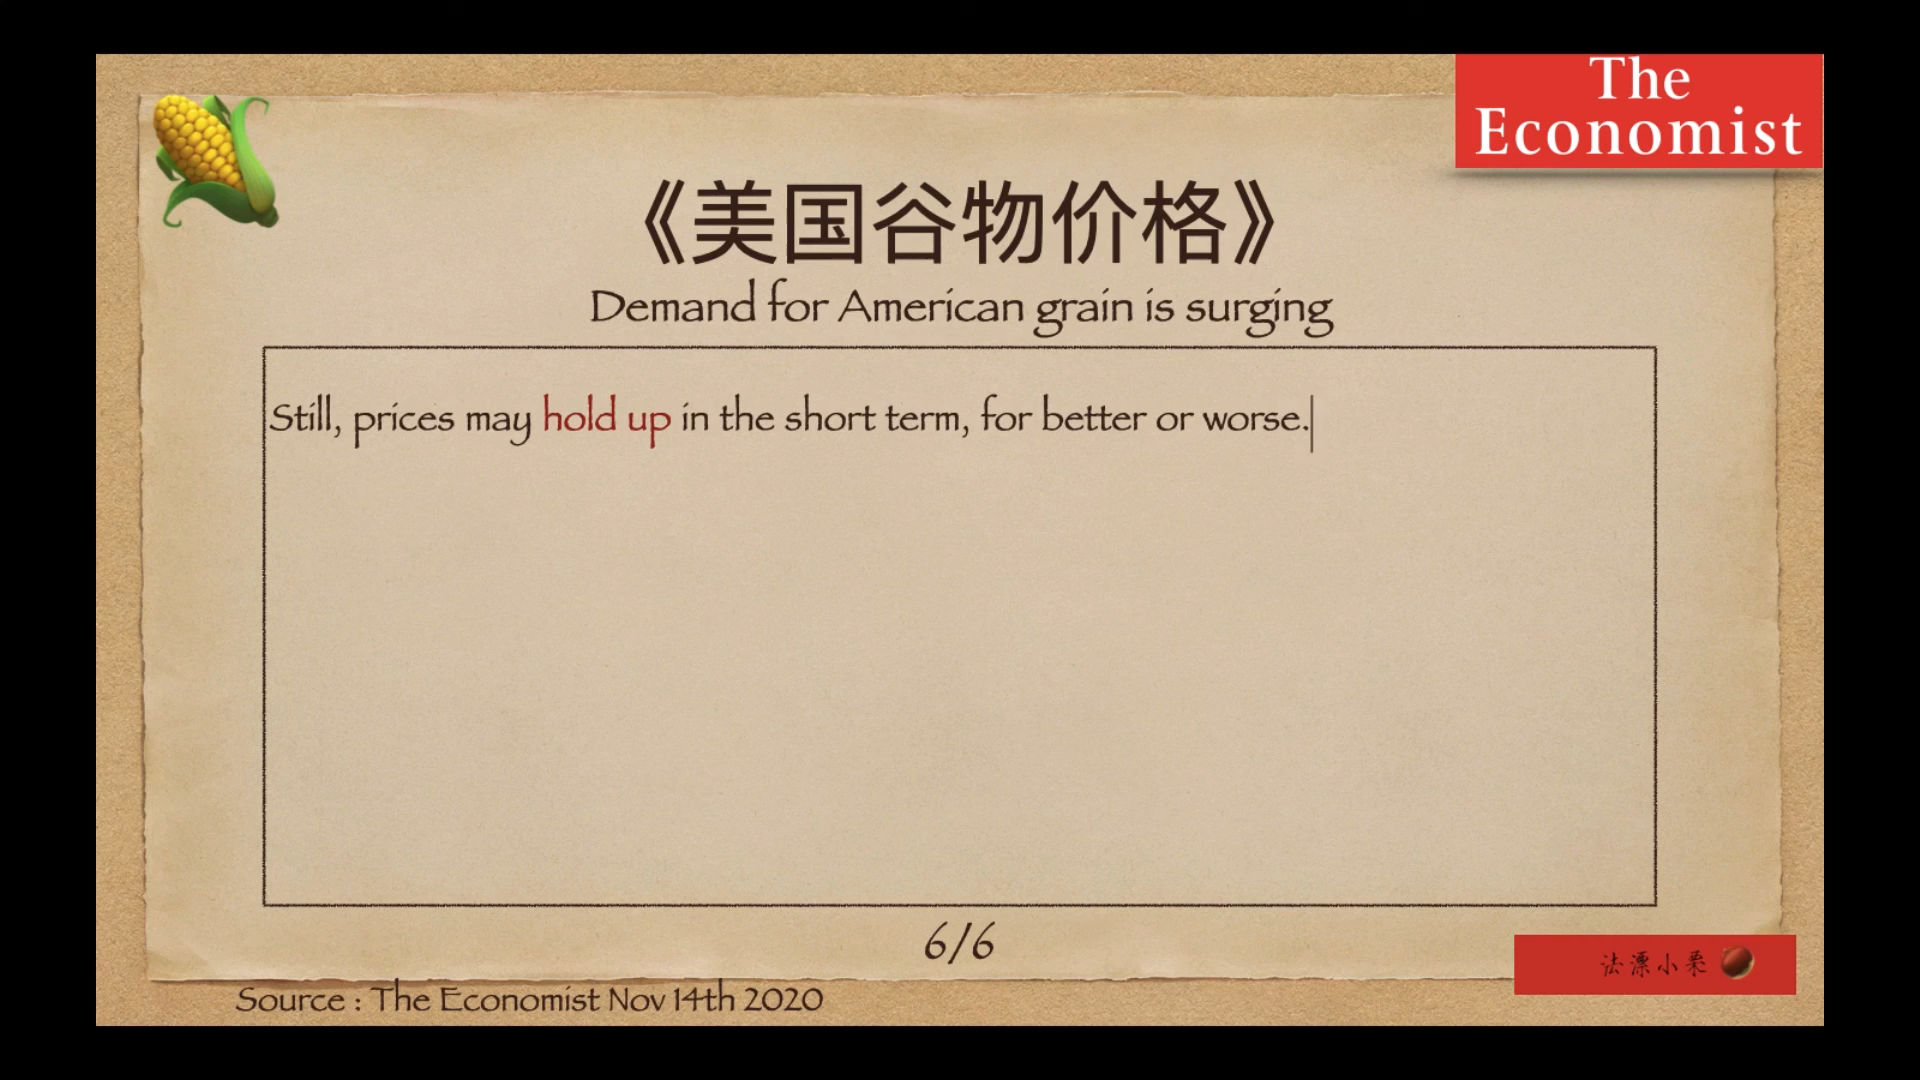 The
Economist
《美国谷物价格》
Demand for American grain is surging
Still, prices may hold up in the short term, for better or worse.
6/6
法漂小栗
Source : The Economist Nov 14th 2020